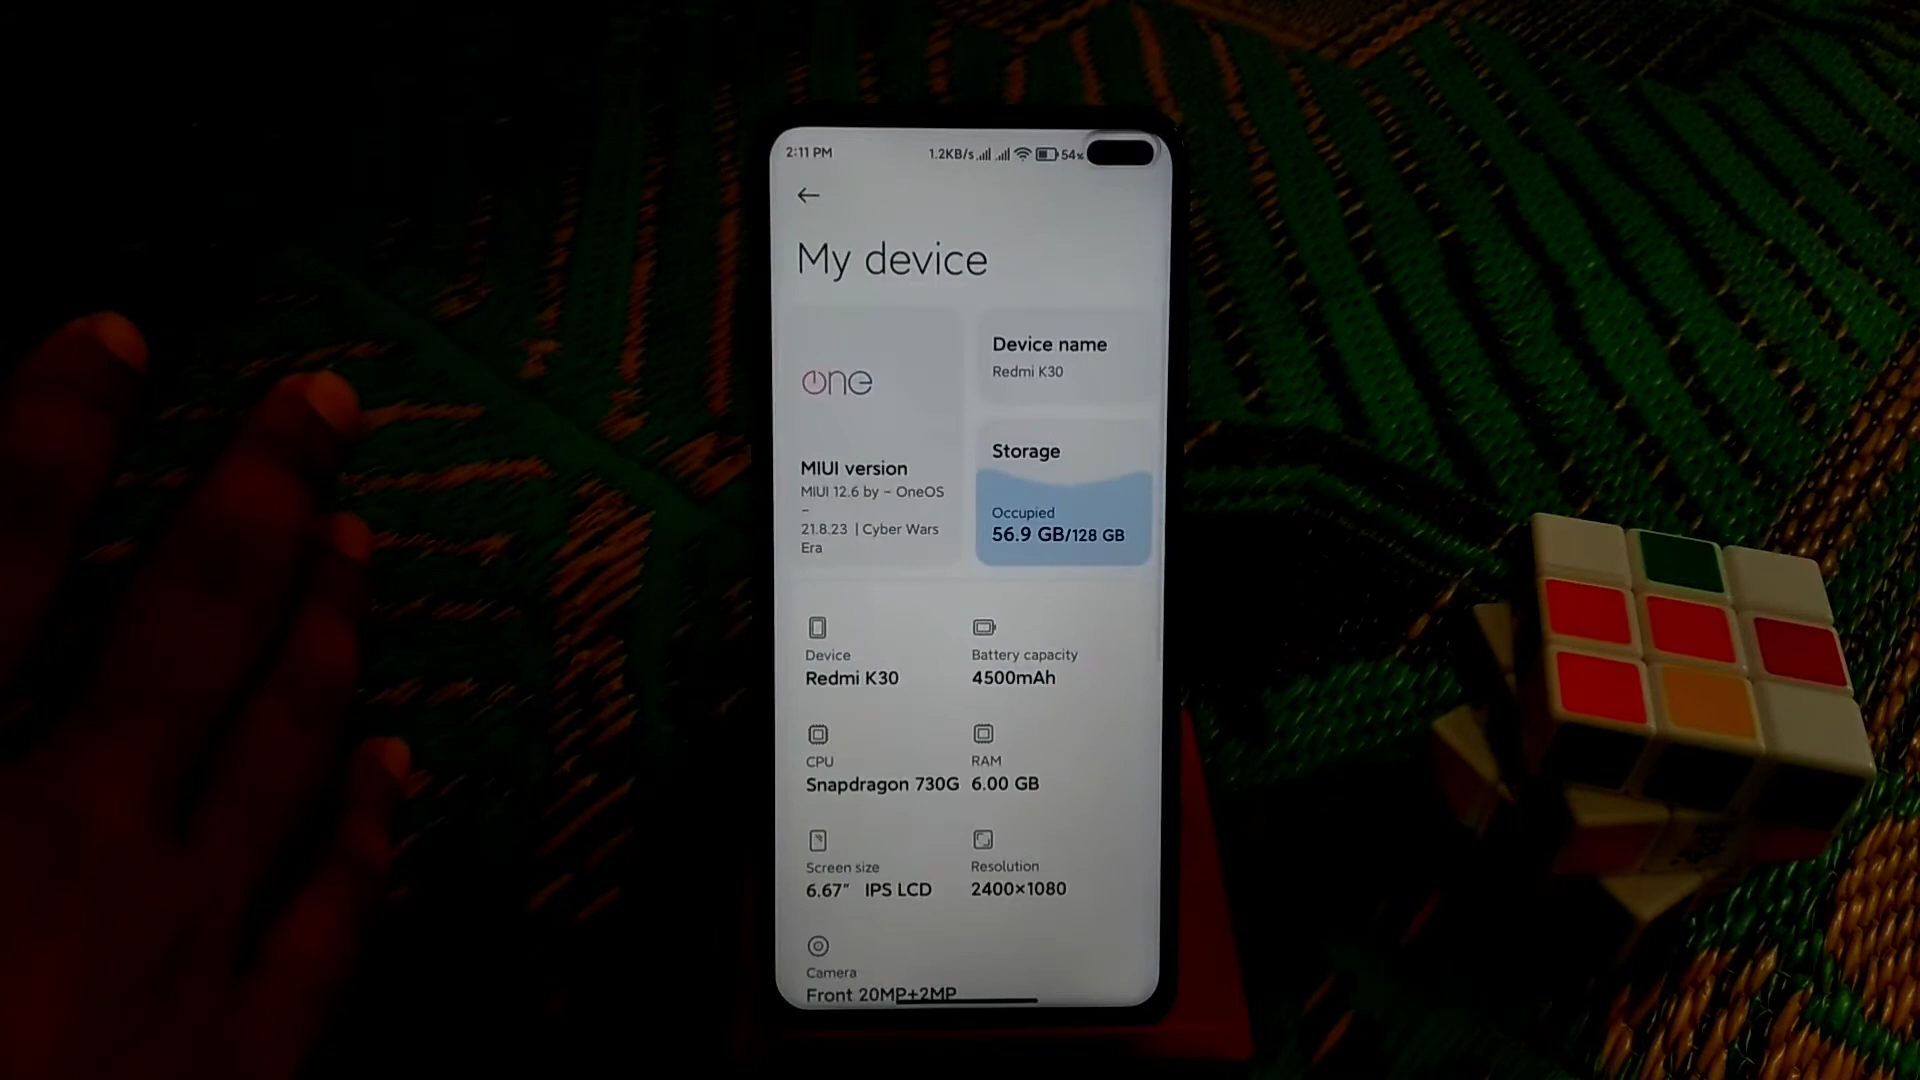 2:11 PM
1.2KB/s 54%
My device
one
Device name
Redmi K30
Storage
MIUI version
MIUI 12.6 by - OneOS
-
21.8.23 | Cyber Wars
Era
Occupied
56.9 GB/128 GB
Device
Redmi K30
Battery capacity
4500mAh
CPU
Snapdragon 730G
RAM
6.00 GB
Screen size
6.67" IPS LCD
Resolution
2400×1080
Camera
Front 20MP+2MP